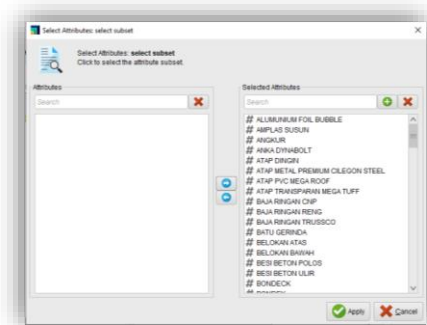 Select Attributes: select subset
Select Attributes: select subset
Click to select the attribute subset.
Attributes
Search
Selected Attributes
Search
# ALUMUNIUM FOIL BUBBLE
# AMPLAS SUSUN
# ANGKUR
# ANKA DYNABOLT
# ATAP DINGIN
# ATAP METAL PREMIUM CILEGON STEEL
# ATAP PVC MEGA ROOF
# ATAP TRANSPARAN MEGA TUFF
# BAJA RINGAN CNP
# BAJA RINGAN RENG
# BAJA RINGAN TRUSSCO
# BATU GERINDA
# BELOKAN ATAS
# BELOKAN BAWAH
# BESI BETON POLOS
# BESI BETON ULIR
# BONDECK
Apply
Cancel